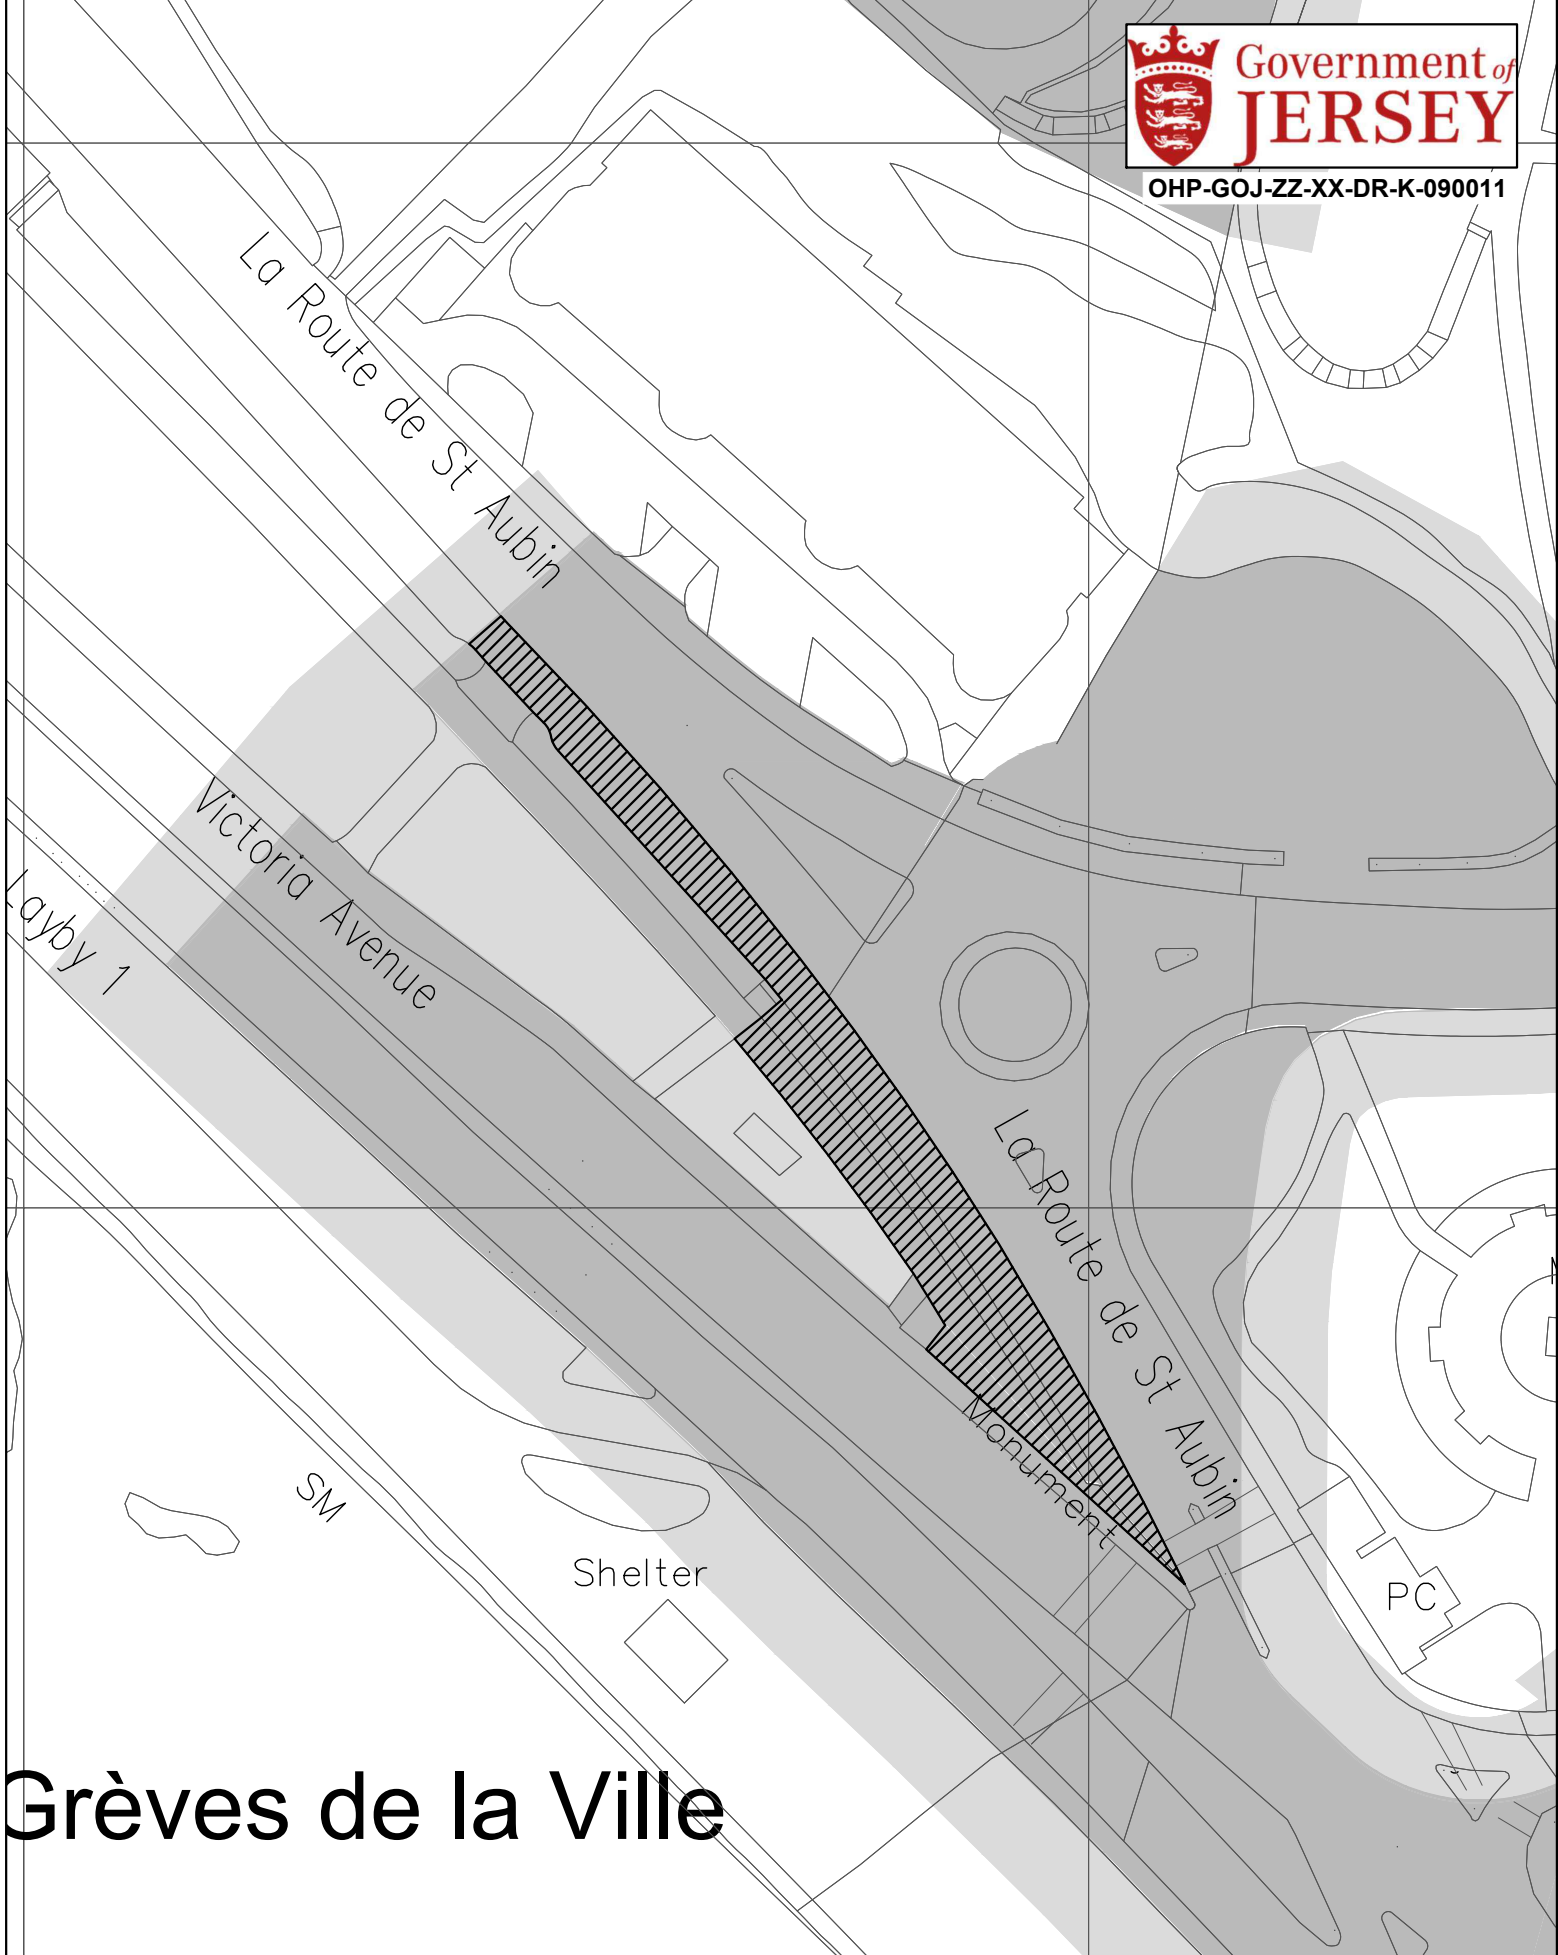 Government of
JERSEY
OHP-GOJ-ZZ-XX-DR-K-090011
La Route de St Aubin
Victoria Avenue
Layby 1
La Route de St Aubin
Monument
SM
Shelter
PC
Grèves de la Ville